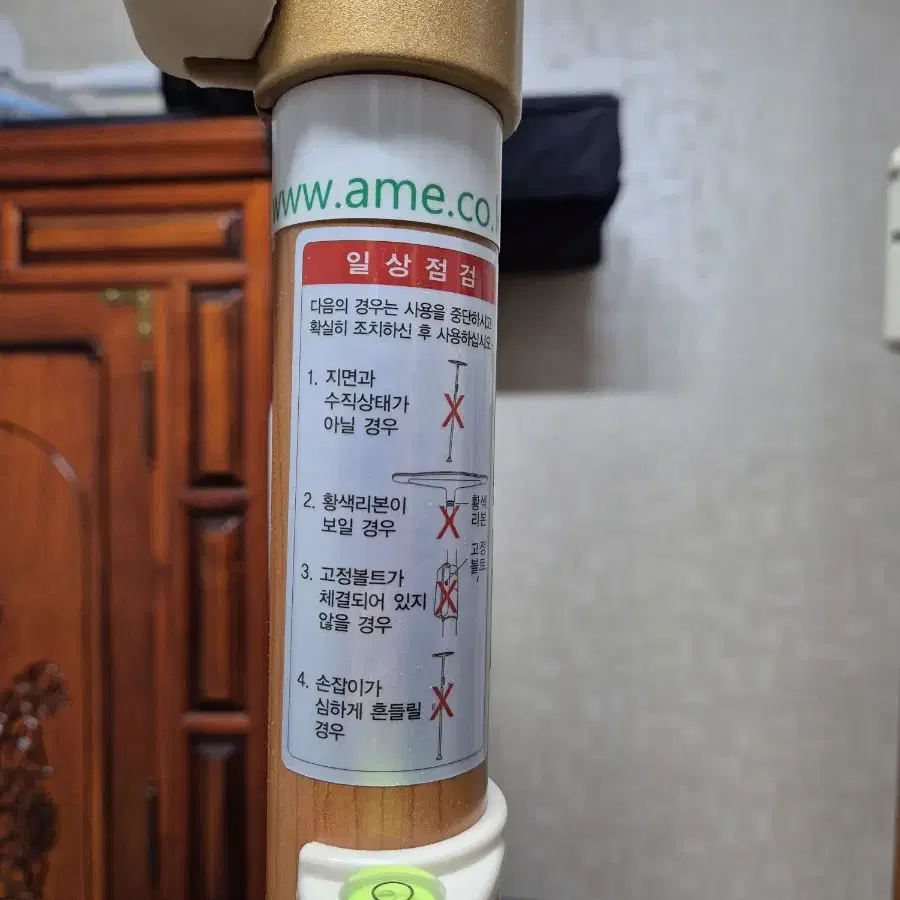 www.ame.co.
일상점검
다음의 경우는 사용을 중단하시고
확실히 조치하신 후 사용하십시오.
1. 지면과
수직상태가
아닐 경우
2. 황색리본이
보일 경우
황색
리본
3. 고정볼트가
체결되어 있지
않을 경우
고정
볼트
4. 손잡이가
심하게 흔들릴
경우